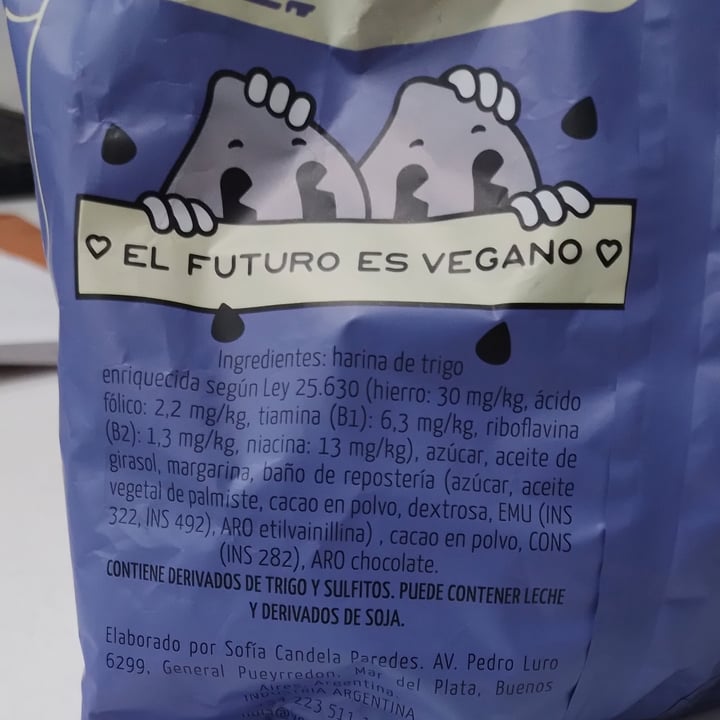 ♡ EL FUTURO ES VEGANO ♡
Ingredientes: harina de trigo
enriquecida según Ley 25.630 (hierro: 30 mg/kg, ácido
fólico: 2,2 mg/kg, tiamina (B1): 6,3 mg/kg, riboflavina
(B2): 1,3 mg/kg, niacina: 13 mg/kg), azúcar, aceite de
girasol, margarina, baño de repostería (azúcar, aceite
vegetal de palmiste, cacao en polvo, dextrosa, EMU (INS
322, INS 492), ARO etilvainillina) , cacao en polvo, CONS
(INS 282), ARO chocolate.
CONTIENE DERIVADOS DE TRIGO Y SULFITOS. PUEDE CONTENER LECHE
Y DERIVADOS DE SOJA.
Elaborado por Sofía Candela Paredes. AV. Pedro Luro
6299, General Pueyrredon, Mar del Plata, Buenos
Aires, Argentina.
INDUSTRIA ARGENTINA
223 511